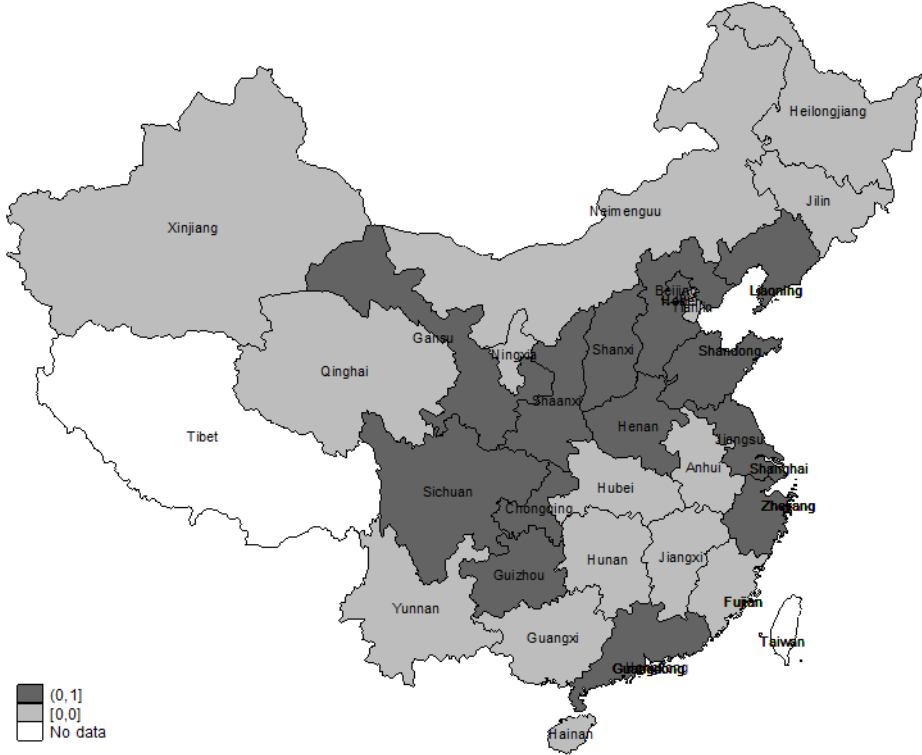 Heilongjiang
Jilin
Neimenguu
Xinjiang
Beijing
Liaoning
Tianjin
Gansu
Ningxia
Shanxi
Shandong
Qinghai
Shaanxi
Henan
Jiangsu
Tibet
Anhui
Shanghai
Sichuan
Hubei
Chongqing
Zhejiang
Hunan
Jiangxi
Guizhou
Yunnan
Fujian
Guangxi
Taiwan
Guangdong
(0,1]
[0,0]
No data
Hainan